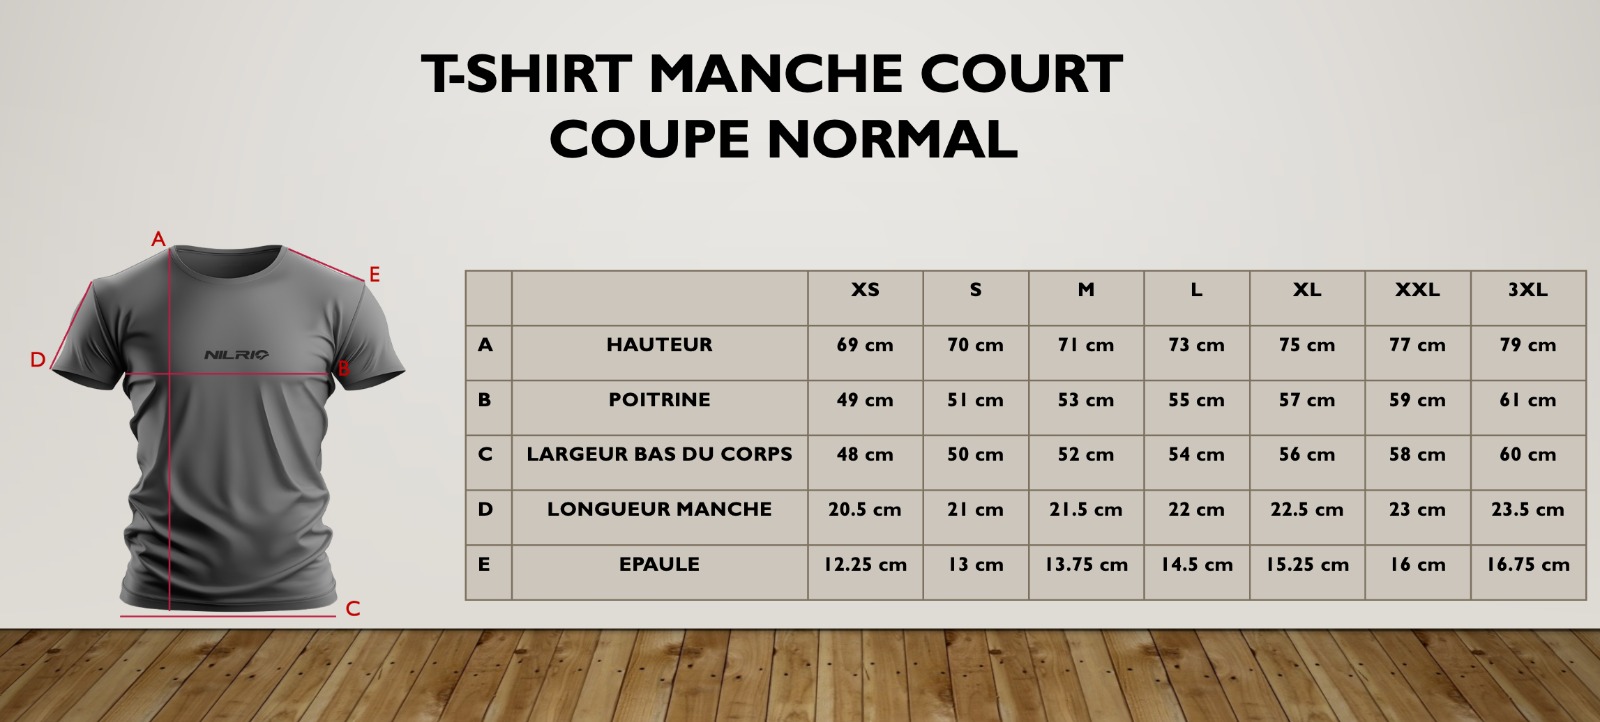 T-SHIRT MANCHE COURT
COUPE NORMAL
A
E
D
B
C
NILRIO
XS S M L XL XXL 3XL
A HAUTEUR 69 cm 70 cm 71 cm 73 cm 75 cm 77 cm 79 cm
B POITRINE 49 cm 51 cm 53 cm 55 cm 57 cm 59 cm 61 cm
C LARGEUR BAS DU CORPS 48 cm 50 cm 52 cm 54 cm 56 cm 58 cm 60 cm
D LONGUEUR MANCHE 20.5 cm 21 cm 21.5 cm 22 cm 22.5 cm 23 cm 23.5 cm
E EPAULE 12.25 cm 13 cm 13.75 cm 14.5 cm 15.25 cm 16 cm 16.75 cm